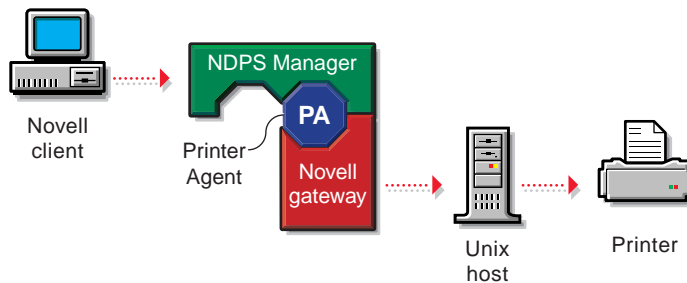 NDPS Manager
PA
Novell
client
Printer
Agent
Novell
gateway
Unix
host
Printer